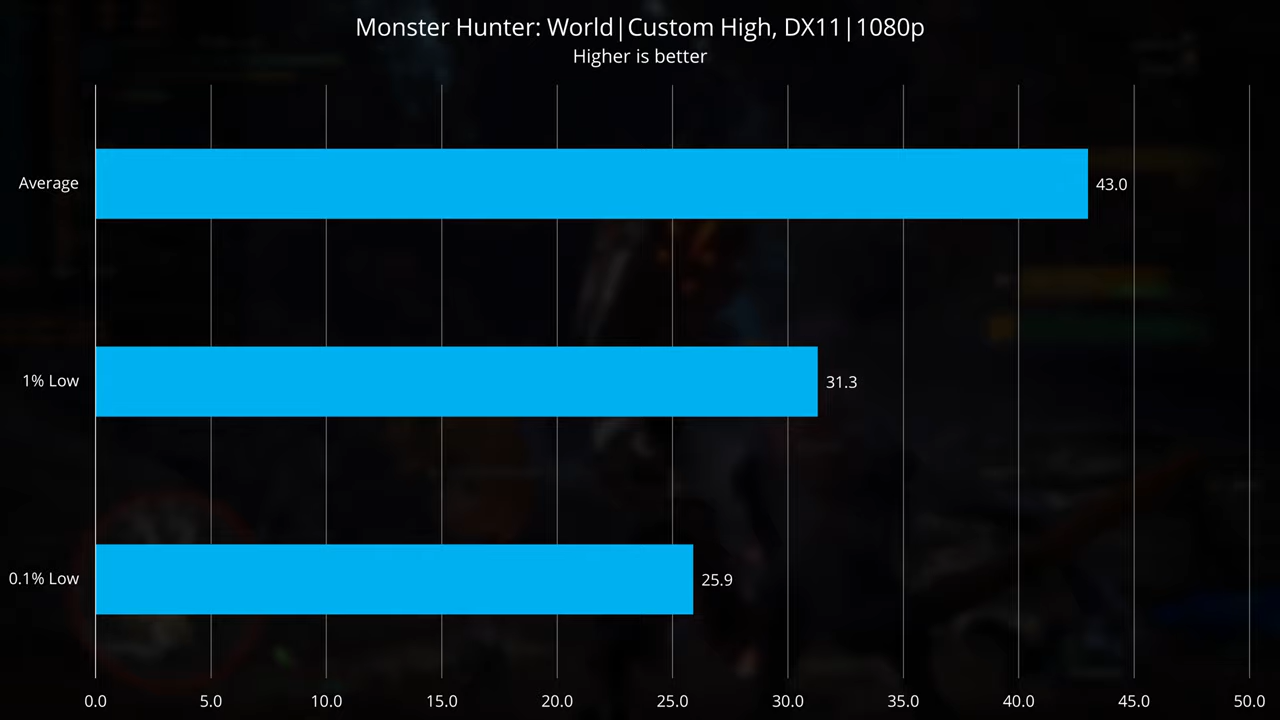 Monster Hunter: World|Custom High, DX11|1080p
Higher is better
Average
43.0
1% Low
31.3
0.1% Low
25.9
0.0 5.0 10.0 15.0 20.0 25.0 30.0 35.0 40.0 45.0 50.0